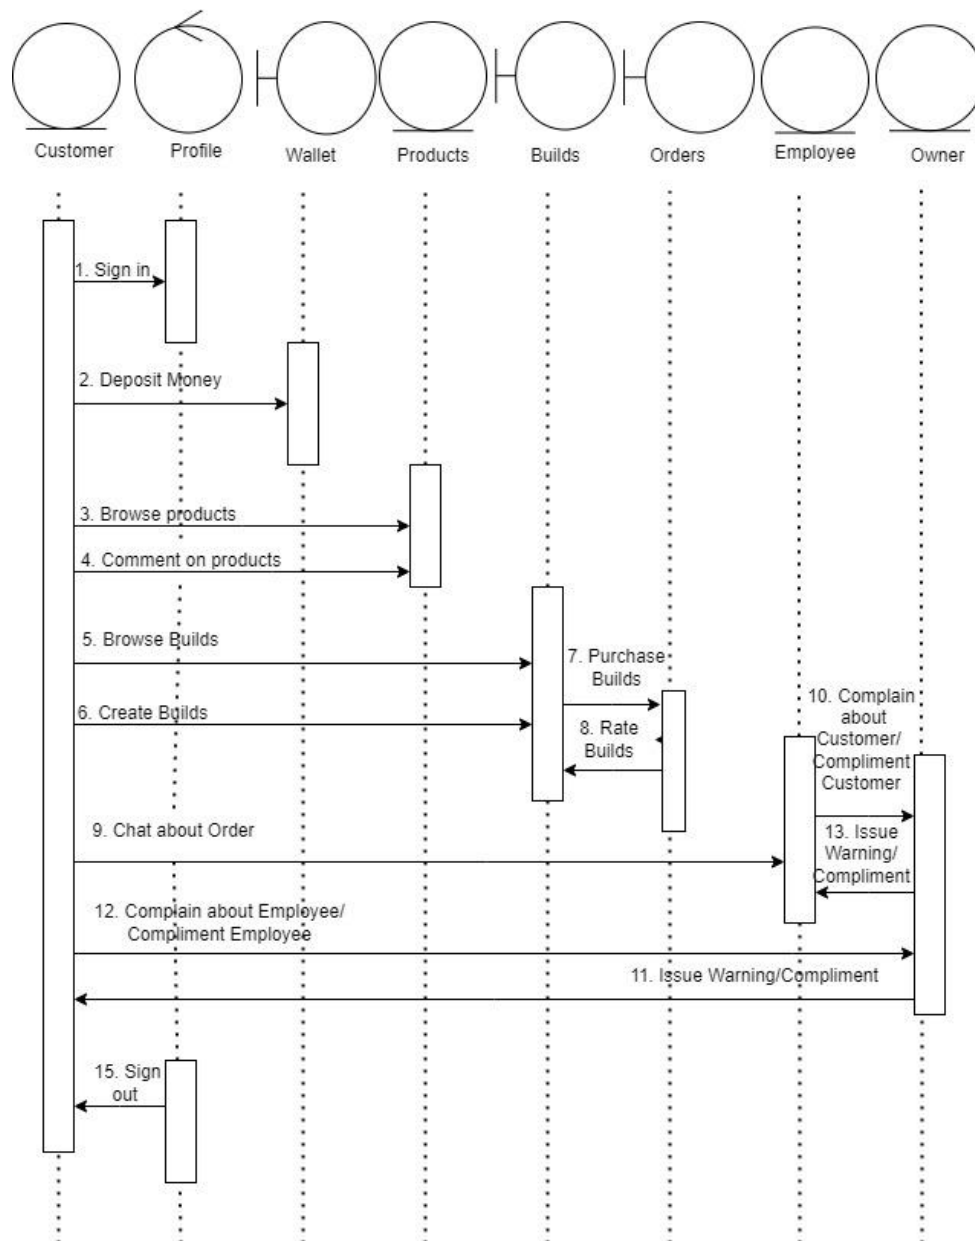 Customer
Profile
Wallet
Products
Builds
Orders
Employee
Owner
1. Sign in
2. Deposit Money
3. Browse products
4. Comment on products
5. Browse Builds
7. Purchase
Builds
6. Create Builds
8. Rate
Builds
10. Complain
about
Customer/
Compliment
Customer
9. Chat about Order
13. Issue
Warning/
Compliment
12. Complain about Employee/
Compliment Employee
11. Issue Warning/Compliment
15. Sign
out